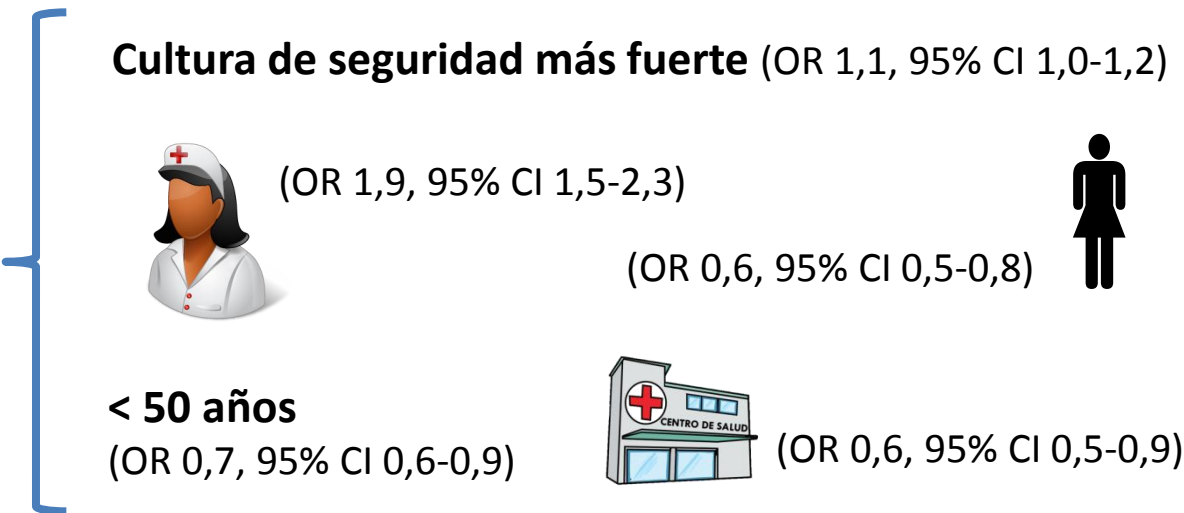 Cultura de seguridad más fuerte (OR 1,1, 95% CI 1,0-1,2)
(OR 1,9, 95% CI 1,5-2,3)
(OR 0,6, 95% CI 0,5-0,8)
< 50 años
(OR 0,7, 95% CI 0,6-0,9)
CENTRO DE SALUD
(OR 0,6, 95% CI 0,5-0,9)